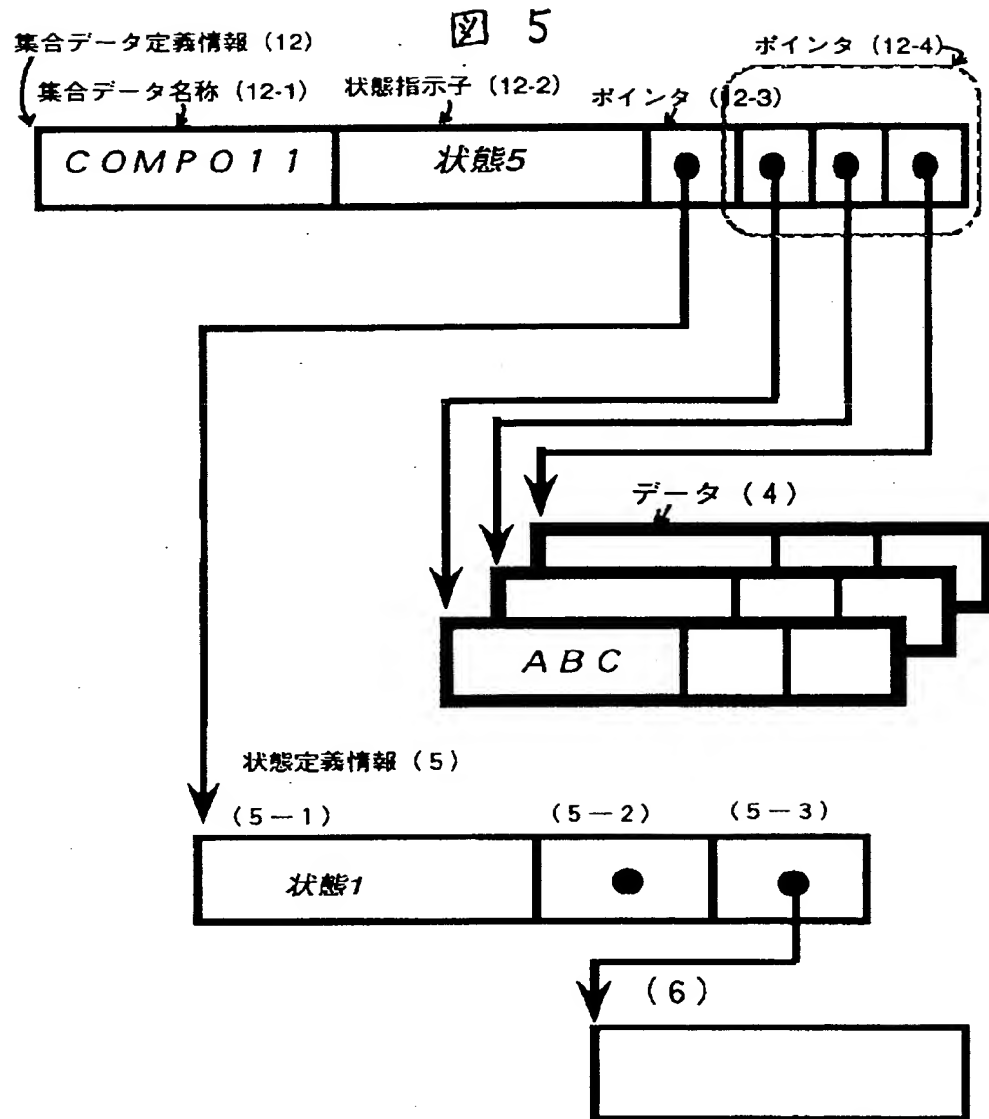 図 5
集合データ定義情報 (12)
ポインタ (12-4)
集合データ名称 (12-1)
状態指示子 (12-2)
ポインタ (12-3)
COMPO11
状態5
データ (4)
ABC
状態定義情報 (5)
(5-1)
(5-2)
(5-3)
状態1
(6)